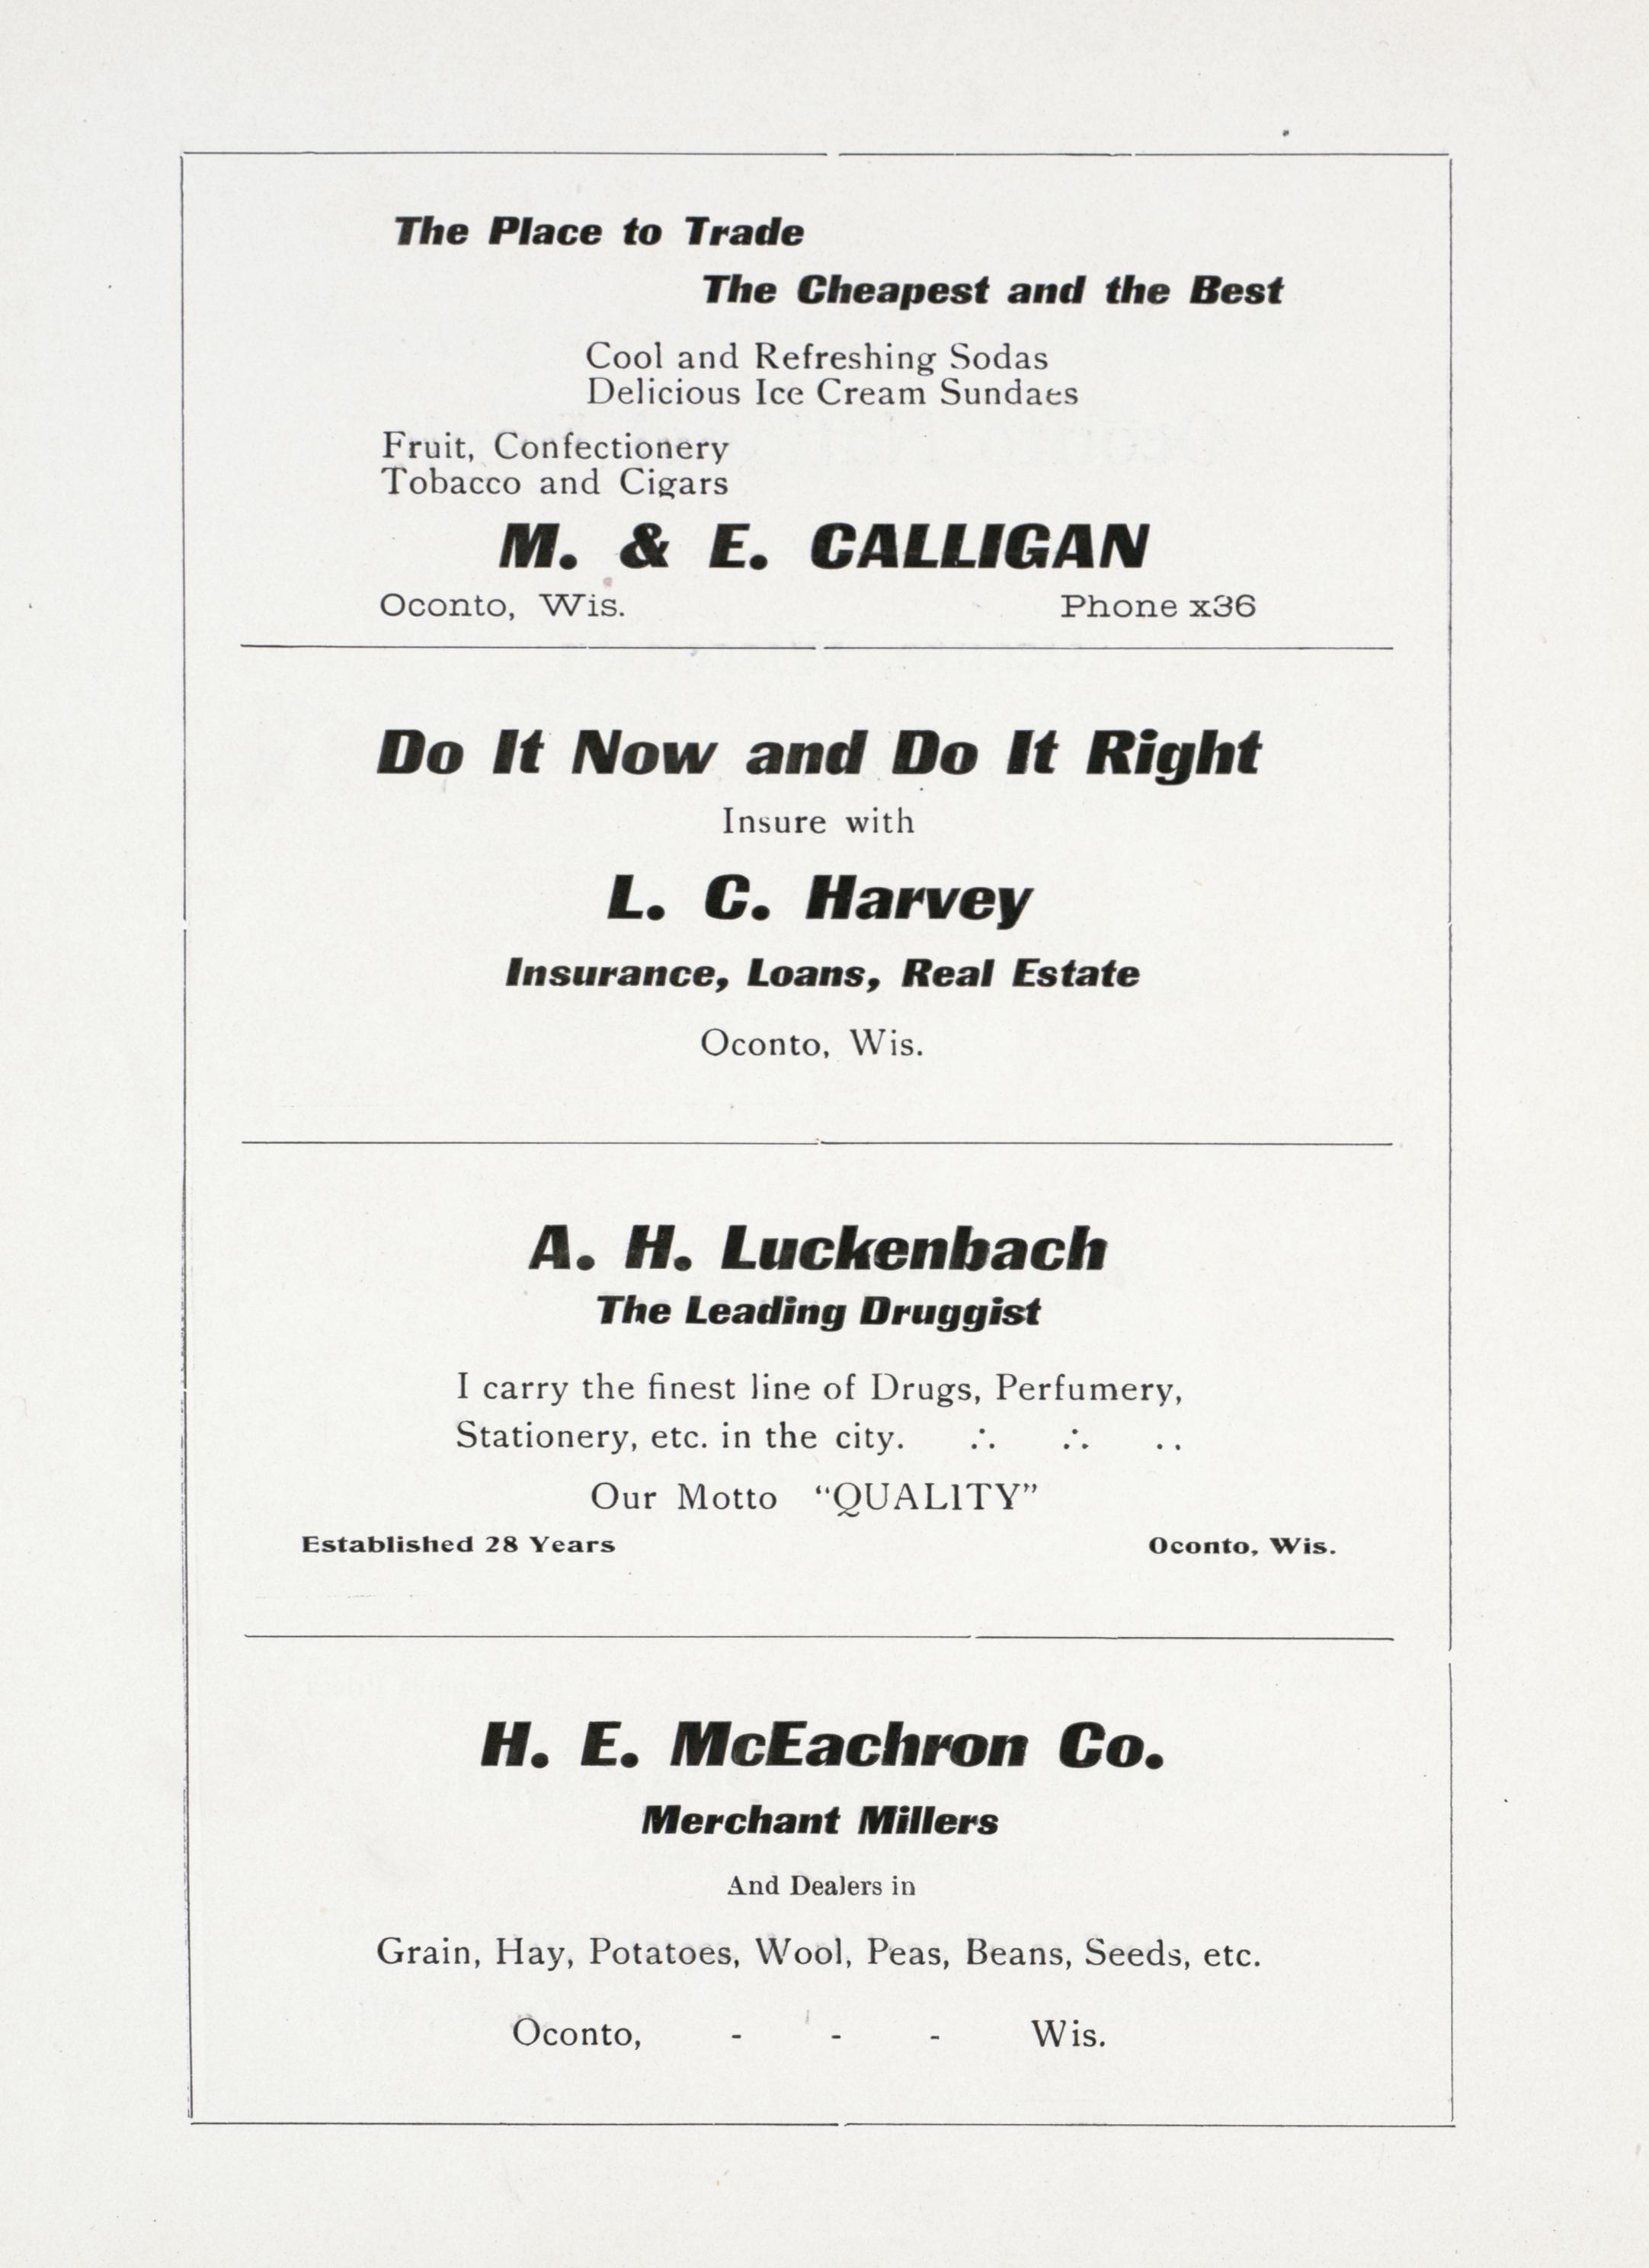 The Place to Trade
The Cheapest and the Best
Cool and Refreshing Sodas
Delicious Ice Cream Sundaes
Fruit, Confectionery
Tobacco and Cigars
M. & E. CALLIGAN
Oconto, Wis. Phone x36
Do It Now and Do It Right
Insure with
L. C. Harvey
Insurance, Loans, Real Estate
Oconto, Wis.
A. H. Luckenbach
The Leading Druggist
I carry the finest line of Drugs, Perfumery,
Stationery, etc. in the city. ∴ ∴ ..
Our Motto “QUALITY”
Established 28 Years Oconto, Wis.
H. E. McEachron Co.
Merchant Millers
And Dealers in
Grain, Hay, Potatoes, Wool, Peas, Beans, Seeds, etc.
Oconto, - - - Wis.